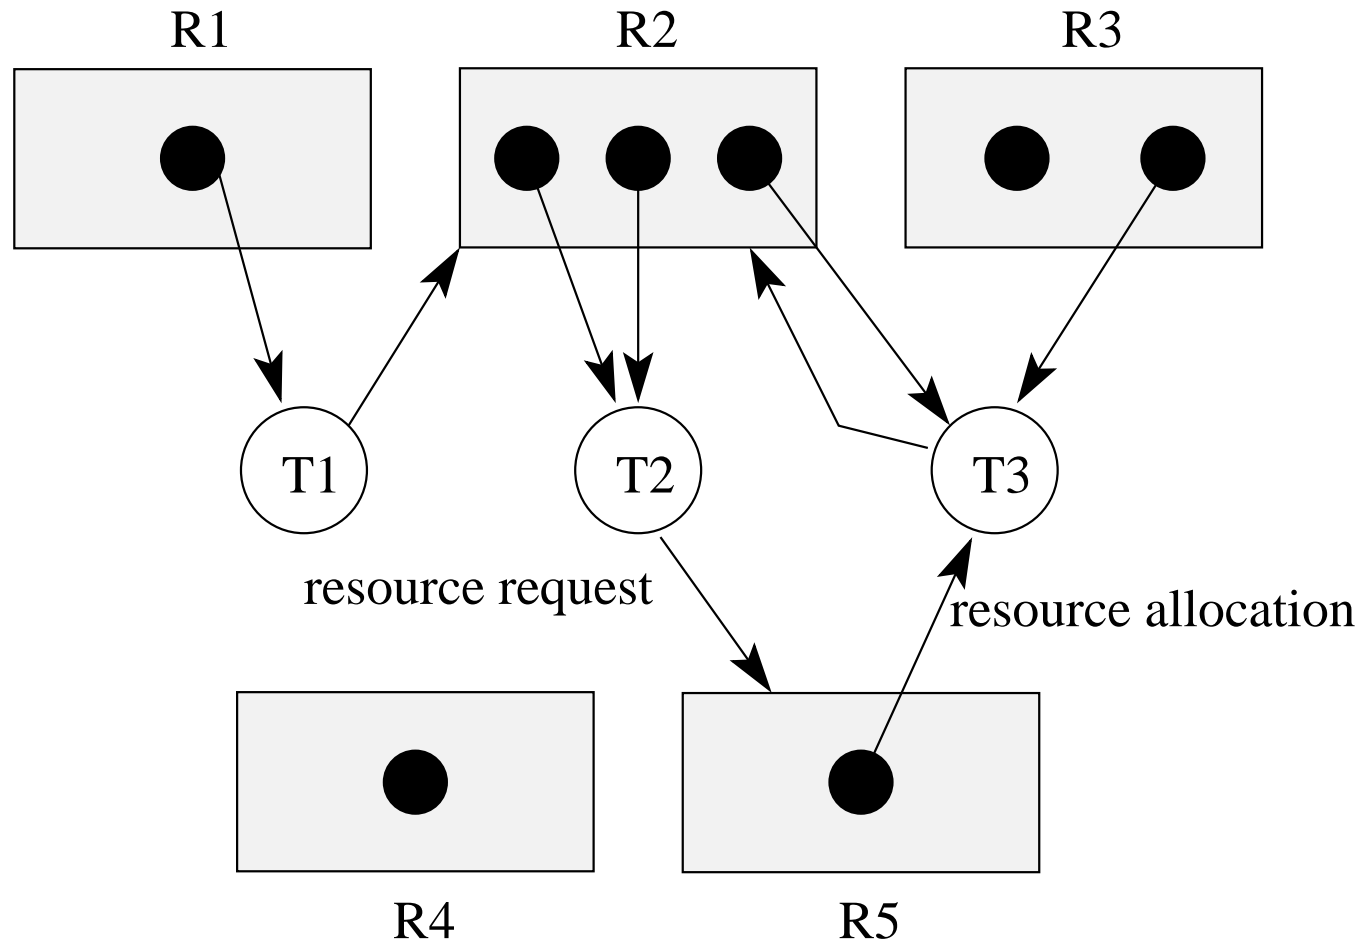 R1
R2
R3
T1
T2
T3
resource request
resource allocation
R4
R5